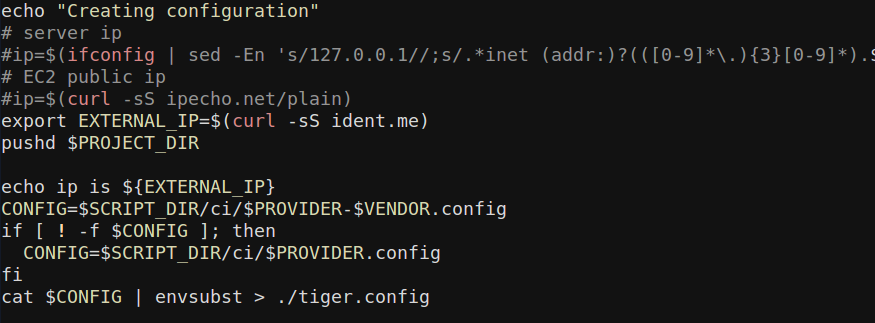 echo "Creating configuration"
# server ip
#ip=$(ifconfig | sed -En 's/127.0.0.1//;s/.*inet (addr:)?(([0-9]*\.){3}[0-9]*).
# EC2 public ip
#ip=$(curl -sS ipecho.net/plain)
export EXTERNAL_IP=$(curl -sS ident.me)
pushd $PROJECT_DIR
echo ip is ${EXTERNAL_IP}
CONFIG=$SCRIPT_DIR/ci/$PROVIDER-$VENDOR.config
if [ ! -f $CONFIG ]; then
  CONFIG=$SCRIPT_DIR/ci/$PROVIDER.config
fi
cat $CONFIG | envsubst > ./tiger.config